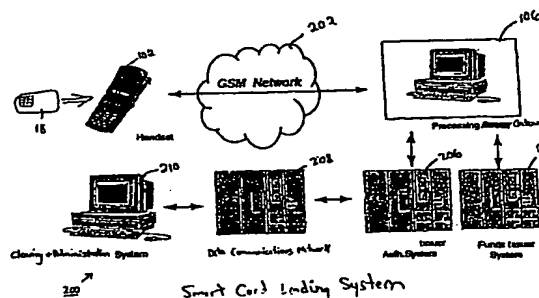 202
106
102
GSM Network
18
Handset
Processing
210
208
206
Clearing + Administration System
Data Communications Network
Issuer
Auth. System
Funds Issuer
System
200
Smart Card Loading System